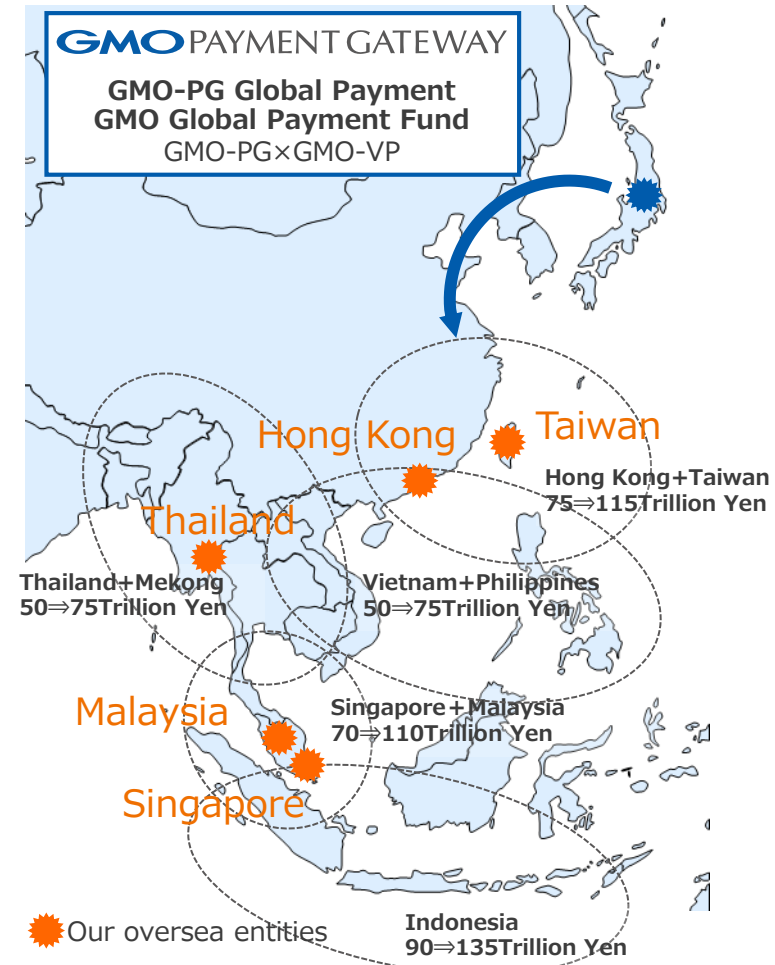 GMO PAYMENT GATEWAY
GMO-PG Global Payment
GMO Global Payment Fund
GMO-PG×GMO-VP
Hong Kong
Taiwan
Hong Kong+Taiwan
75⇒115Trillion Yen
Thailand
Thailand+Mekong
50⇒75Trillion Yen
Vietnam+Philippines
50⇒75Trillion Yen
Malaysia
Singapore+Malaysia
70⇒110Trillion Yen
Singapore
Our oversea entities
Indonesia
90⇒135Trillion Yen